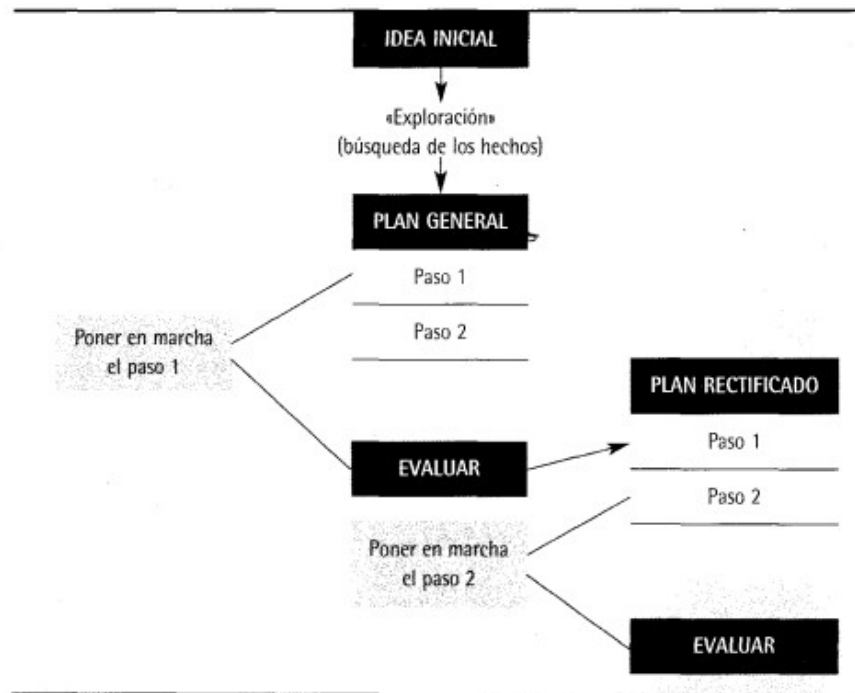 IDEA INICIAL
«Exploración»
(búsqueda de los hechos)
PLAN GENERAL
Paso 1
Paso 2
Poner en marcha
el paso 1
EVALUAR
PLAN RECTIFICADO
Paso 1
Paso 2
Poner en marcha
el paso 2
EVALUAR